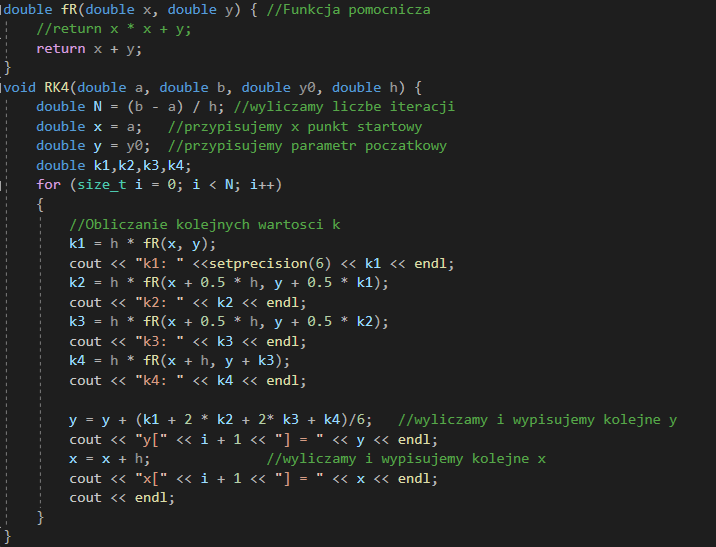 double fR(double x, double y) { //Funkcja pomocnicza
//return x * x + y;
return x + y;
}
void RK4(double a, double b, double y0, double h) {
double N = (b - a) / h; //wyliczamy liczbe iteracji
double x = a;   //przypisujemy x punkt startowy
double y = y0;  //przypisujemy parametr poczatkowy
double k1,k2,k3,k4;
for (size_t i = 0; i < N; i++)
{
//Obliczanie kolejnych wartosci k
k1 = h * fR(x, y);
cout << "k1: " <<setprecision(6) << k1 << endl;
k2 = h * fR(x + 0.5 * h, y + 0.5 * k1);
cout << "k2: " << k2 << endl;
k3 = h * fR(x + 0.5 * h, y + 0.5 * k2);
cout << "k3: " << k3 << endl;
k4 = h * fR(x + h, y + k3);
cout << "k4: " << k4 << endl;
y = y + (k1 + 2 * k2 + 2* k3 + k4)/6;   //wyliczamy i wypisujemy kolejne y
cout << "y[" << i + 1 << "] = " << y << endl;
x = x + h;              //wyliczamy i wypisujemy kolejne x
cout << "x[" << i + 1 << "] = " << x << endl;
cout << endl;
}
}